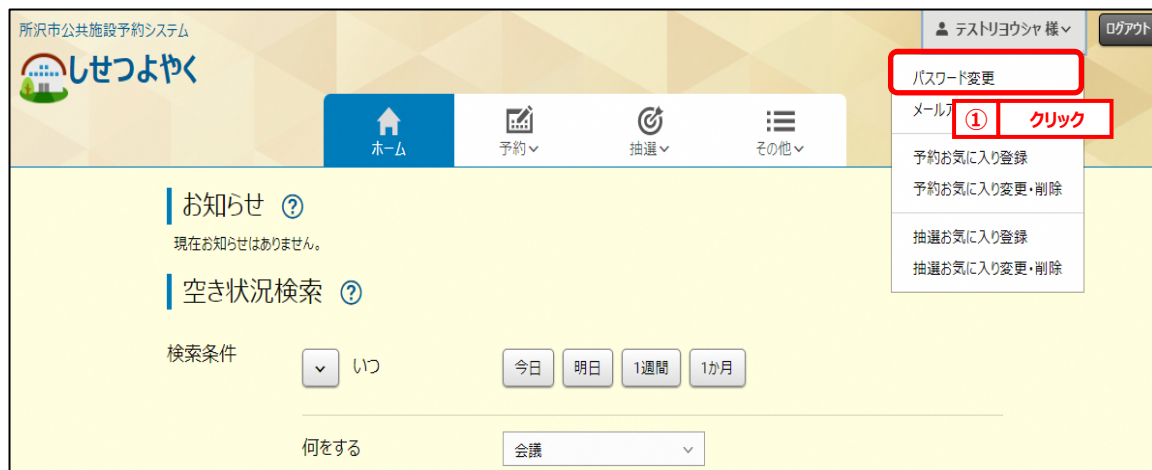 所沢市公共施設予約システム
しせつよやく
テストリヨウシャ 様
ログアウト
パスワード変更
メールア
① クリック
予約お気に入り登録
予約お気に入り変更・削除
抽選お気に入り登録
抽選お気に入り変更・削除
ホーム
予約
抽選
その他
お知らせ ?
現在お知らせはありません。
空き状況検索 ?
検索条件
いつ
今日 明日 1週間 1か月
何をする
会議